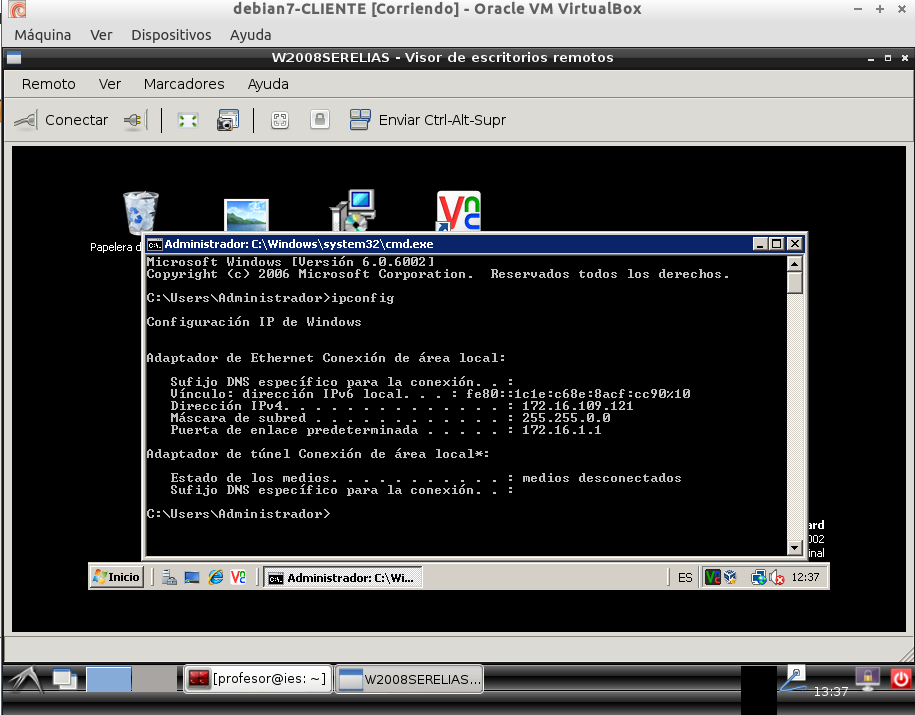 debian7-CLIENTE [Corriendo] - Oracle VM VirtualBox
Máquina Ver Dispositivos Ayuda
W2008SERELIAS - Visor de escritorios remotos
Remoto Ver Marcadores Ayuda
Conectar Enviar Ctrl-Alt-Supr
Papelera d
Administrador: C:\Windows\system32\cmd.exe
Microsoft Windows [Versión 6.0.6002]
Copyright (c) 2006 Microsoft Corporation. Reservados todos los derechos.
C:\Users\Administrador>ipconfig
Configuración IP de Windows
Adaptador de Ethernet Conexión de área local:
Sufijo DNS específico para la conexión. . :
Vínculo: dirección IPv6 local. . . : fe80::1c1e:c68e:8acf:cc90%10
Dirección IPv4. . . . . . . . . . . . . . : 172.16.109.121
Máscara de subred . . . . . . . . . . . . : 255.255.0.0
Puerta de enlace predeterminada . . . . . : 172.16.1.1
Adaptador de túnel Conexión de área local*:
Estado de los medios. . . . . . . . . . . : medios desconectados
Sufijo DNS específico para la conexión. . :
C:\Users\Administrador>
ard
002
inal
Inicio Administrador: C:\Wi... ES 12:37
[profesor@ies: ~] W2008SERELIAS... 13:37